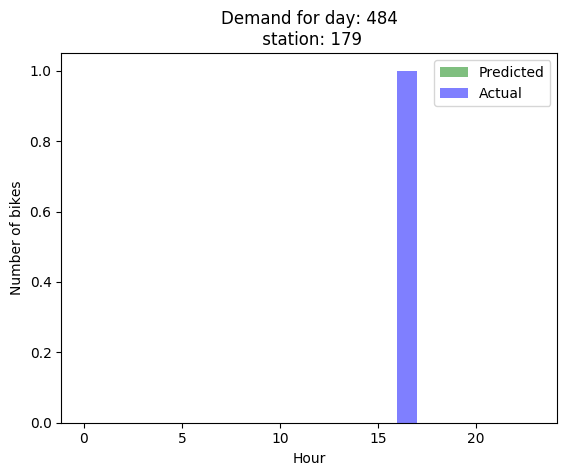 Demand for day: 484
station: 179
Predicted
Actual
1.0
0.8
0.6
0.4
0.2
0.0
Number of bikes
0
5
10
15
20
Hour